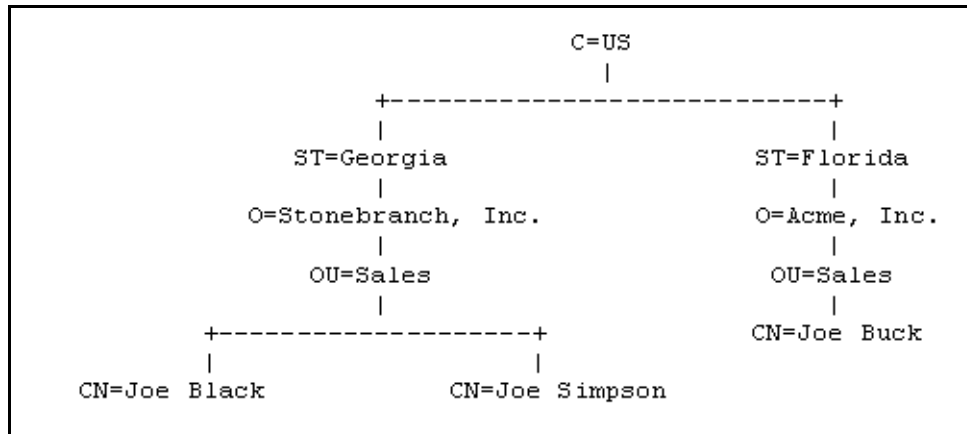 C=US
|
+----------------------------+
| |
ST=Georgia ST=Florida
| |
O=Stonebranch, Inc. O=Acme, Inc.
| |
OU=Sales OU=Sales
| |
+--------------------+ CN=Joe Buck
| |
CN=Joe Black CN=Joe Simpson